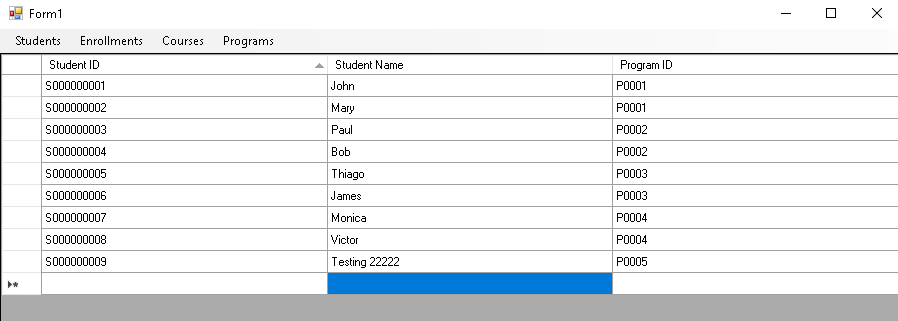 Form1
Students Enrollments Courses Programs
Student ID Student Name Program ID
S000000001 John P0001
S000000002 Mary P0001
S000000003 Paul P0002
S000000004 Bob P0002
S000000005 Thiago P0003
S000000006 James P0003
S000000007 Monica P0004
S000000008 Victor P0004
S000000009 Testing 22222 P0005